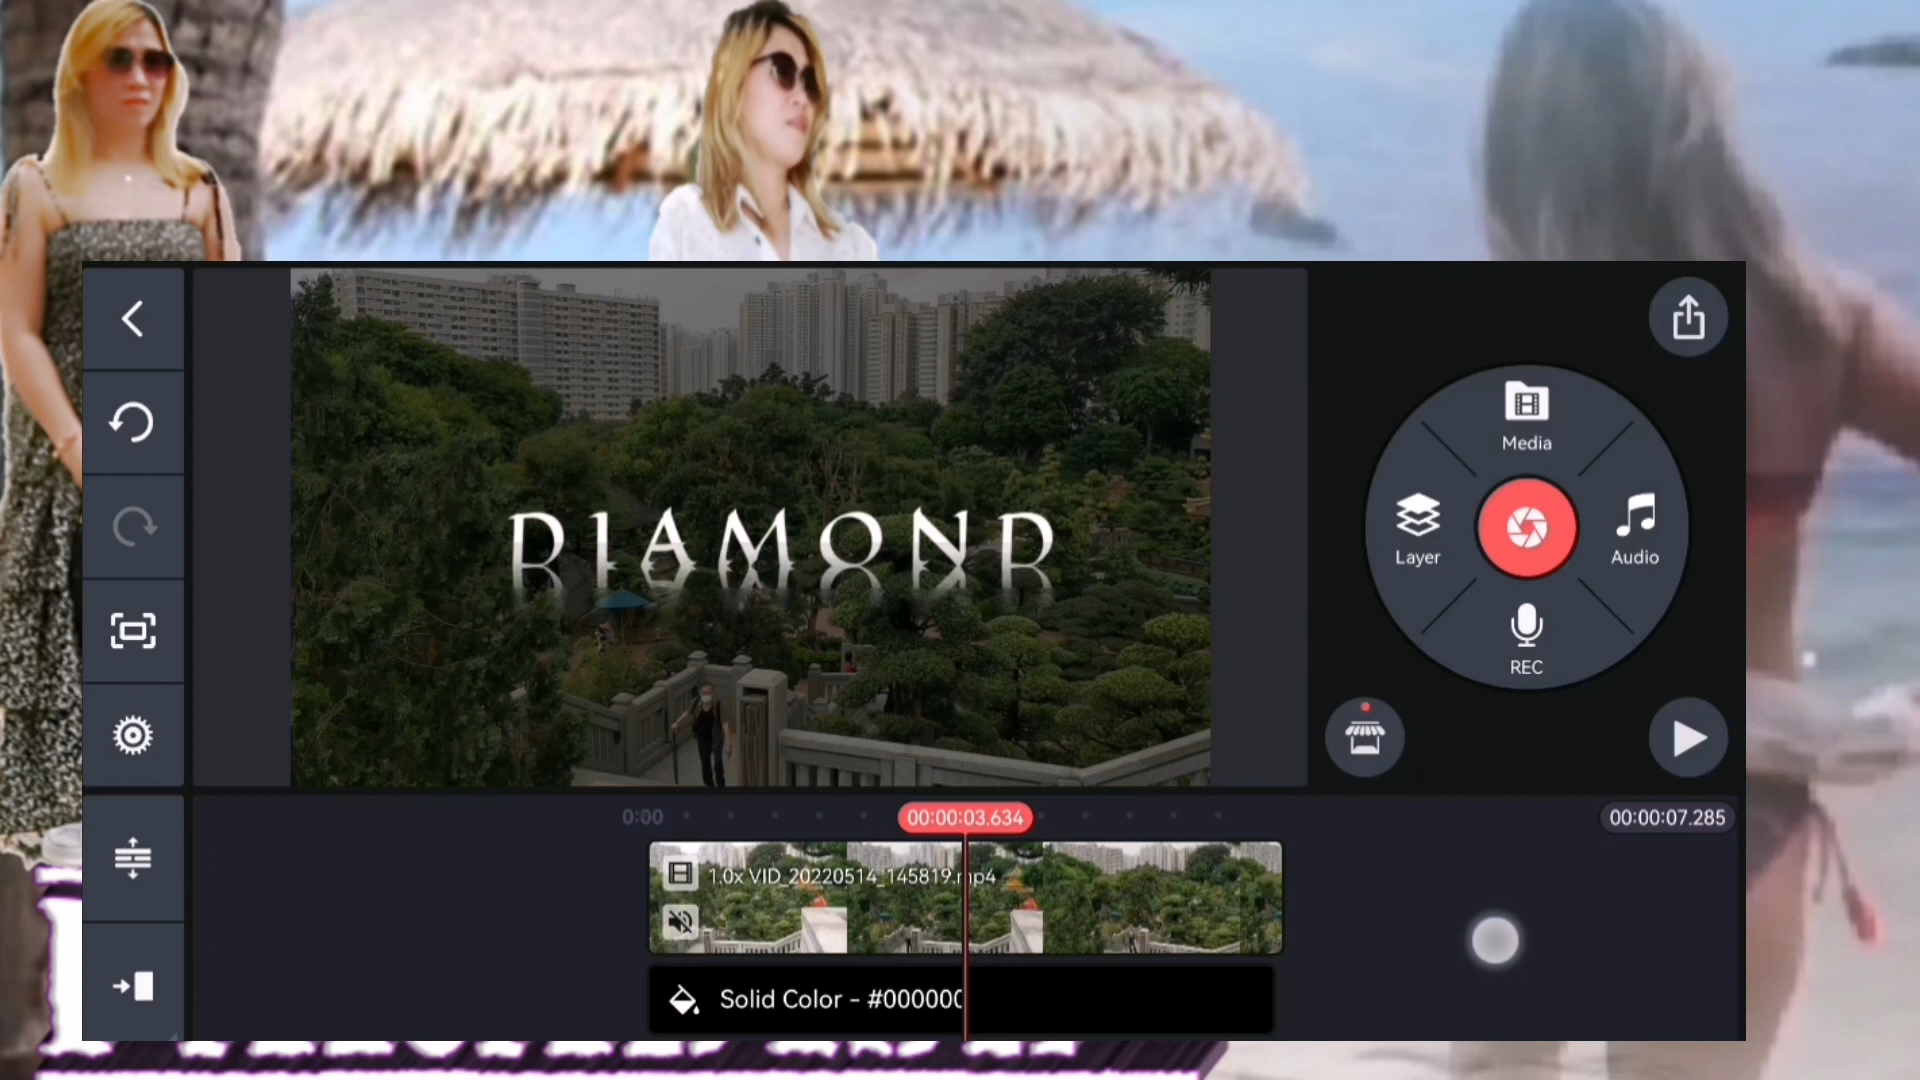 Media
DIAMOND
Layer
Audio
REC
0:00
00:00:03.634
00:00:07.285
1.0x VID_20220514_145819.mp4
Solid Color - #000000